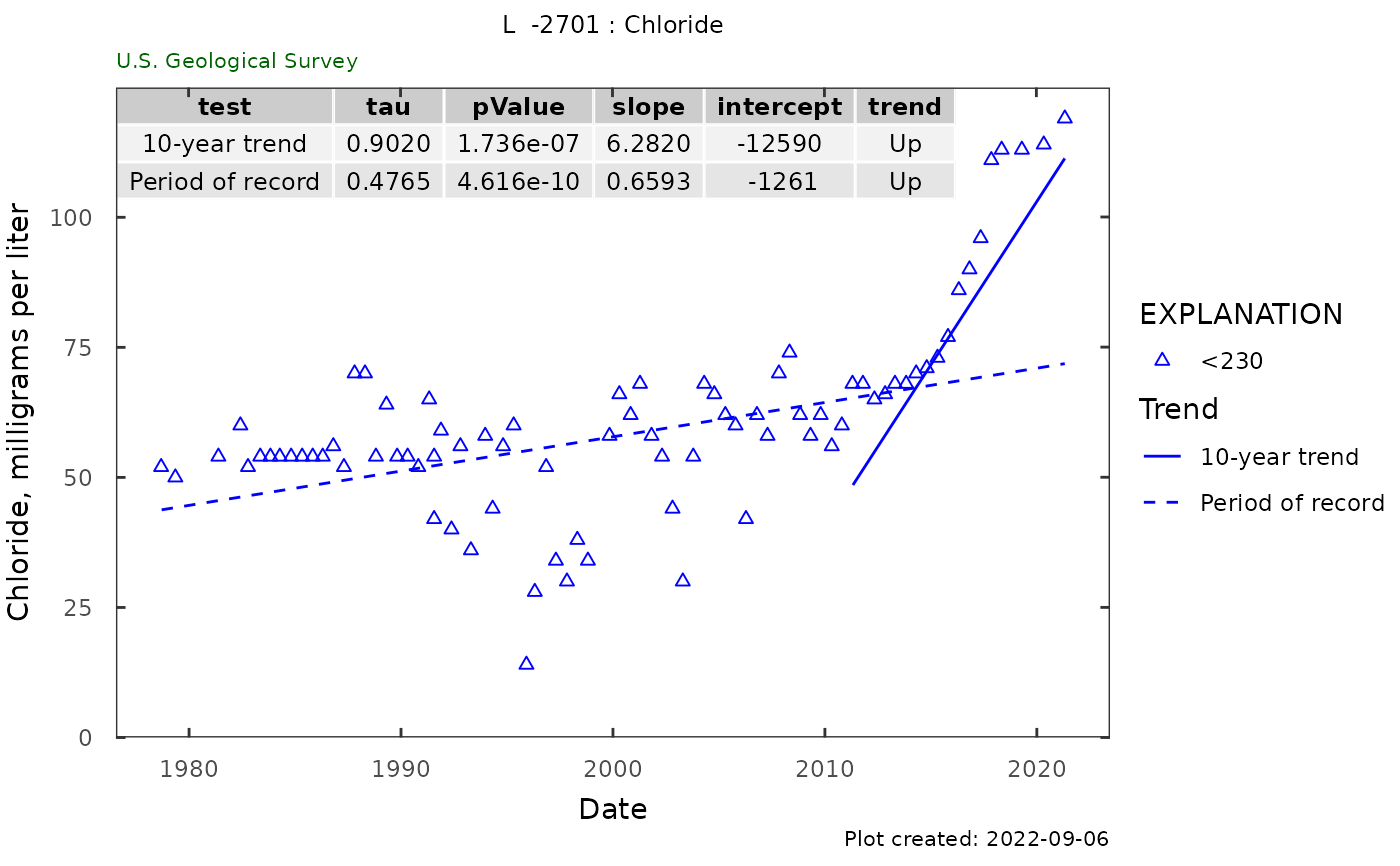 L  -2701 : Chloride
U.S. Geological Survey
test tau pValue slope intercept trend
10-year trend 0.9020 1.736e-07 6.2820 -12590 Up
Period of record 0.4765 4.616e-10 0.6593 -1261 Up
Chloride, milligrams per liter
100
75
50
25
0
1980 1990 2000 2010 2020
Date
EXPLANATION
<230
Trend
10-year trend
Period of record
Plot created: 2022-09-06